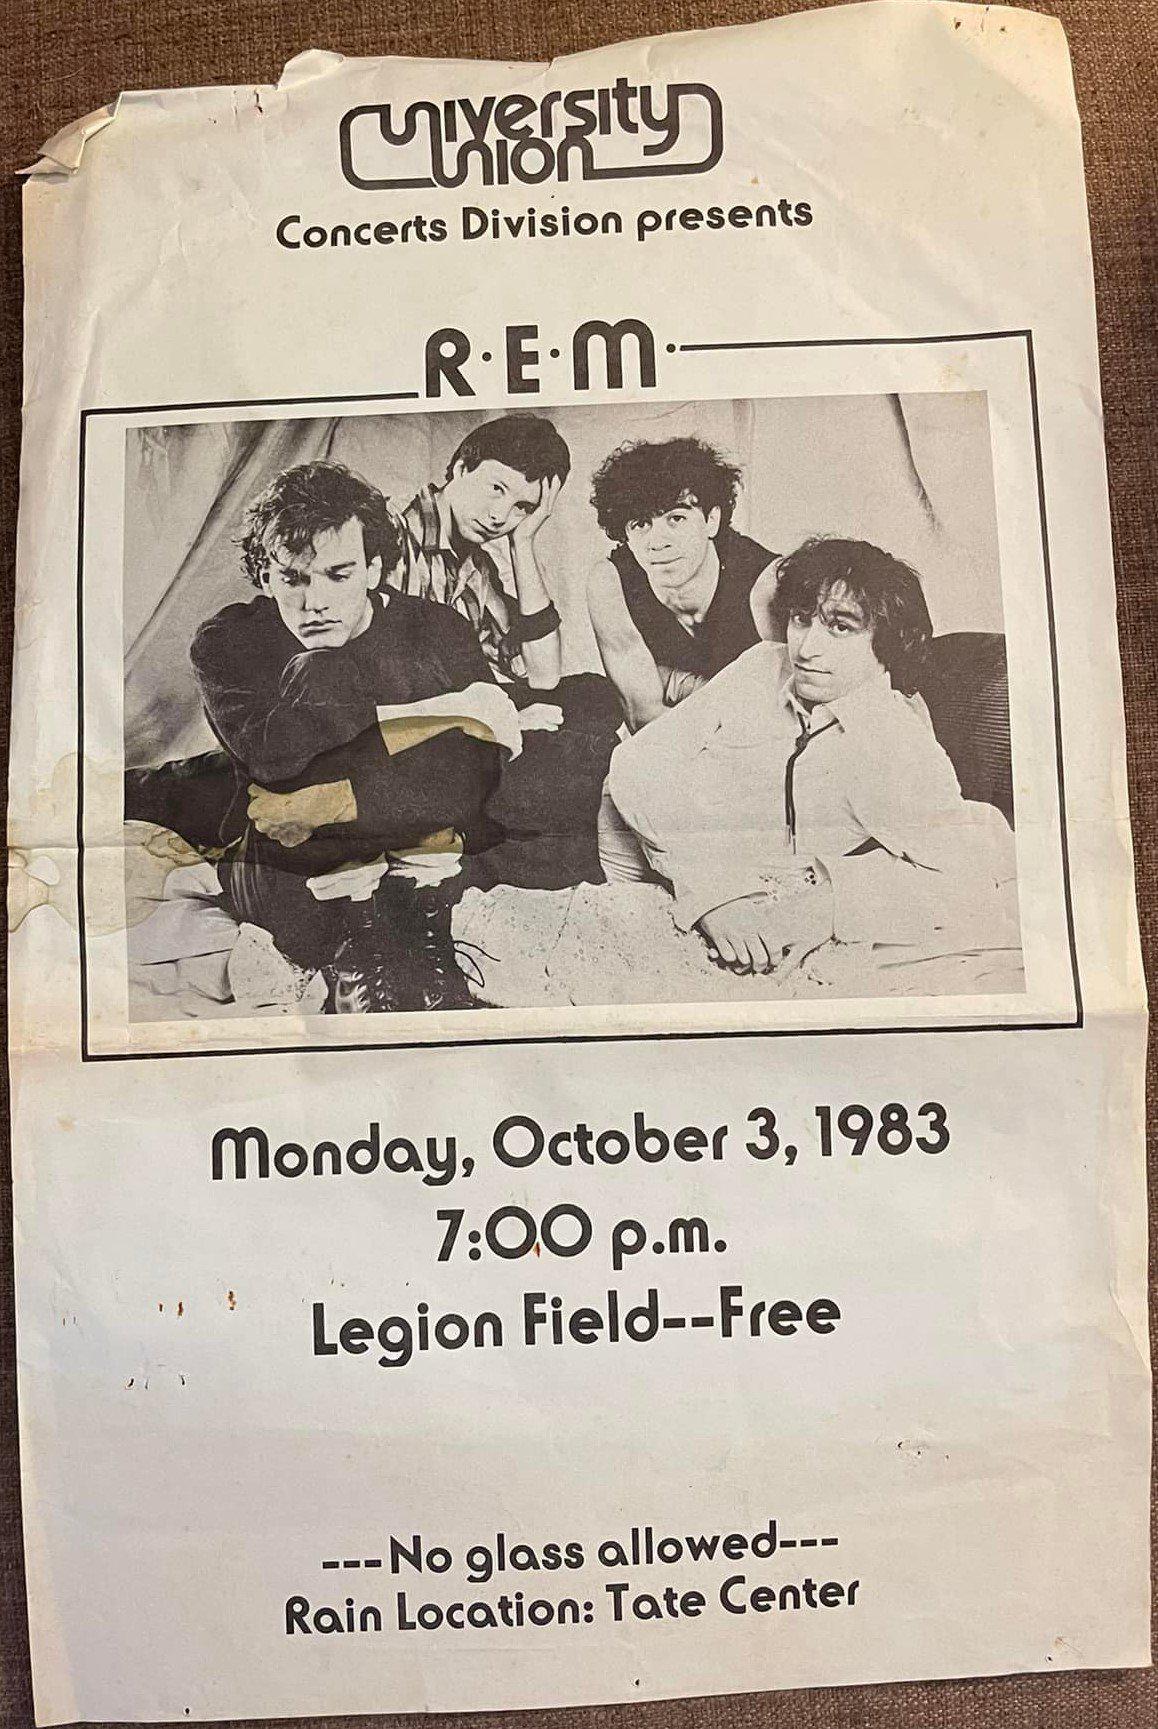 University
Union
Concerts Division presents
R·E·M·
Monday, October 3, 1983
7:00 p.m.
Legion Field--Free
---No glass allowed---
Rain Location: Tate Center